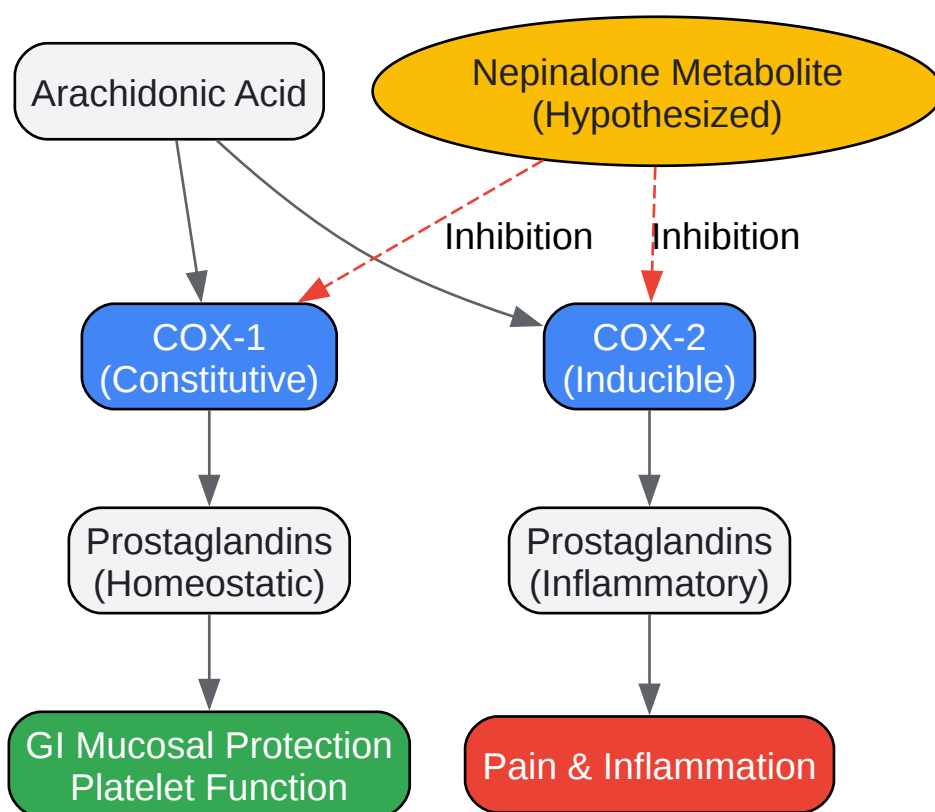 Arachidonic Acid
Nepinalone Metabolite
(Hypothesized)
Inhibition
Inhibition
COX-1
(Constitutive)
COX-2
(Inducible)
Prostaglandins
(Homeostatic)
Prostaglandins
(Inflammatory)
GI Mucosal Protection
Platelet Function
Pain & Inflammation